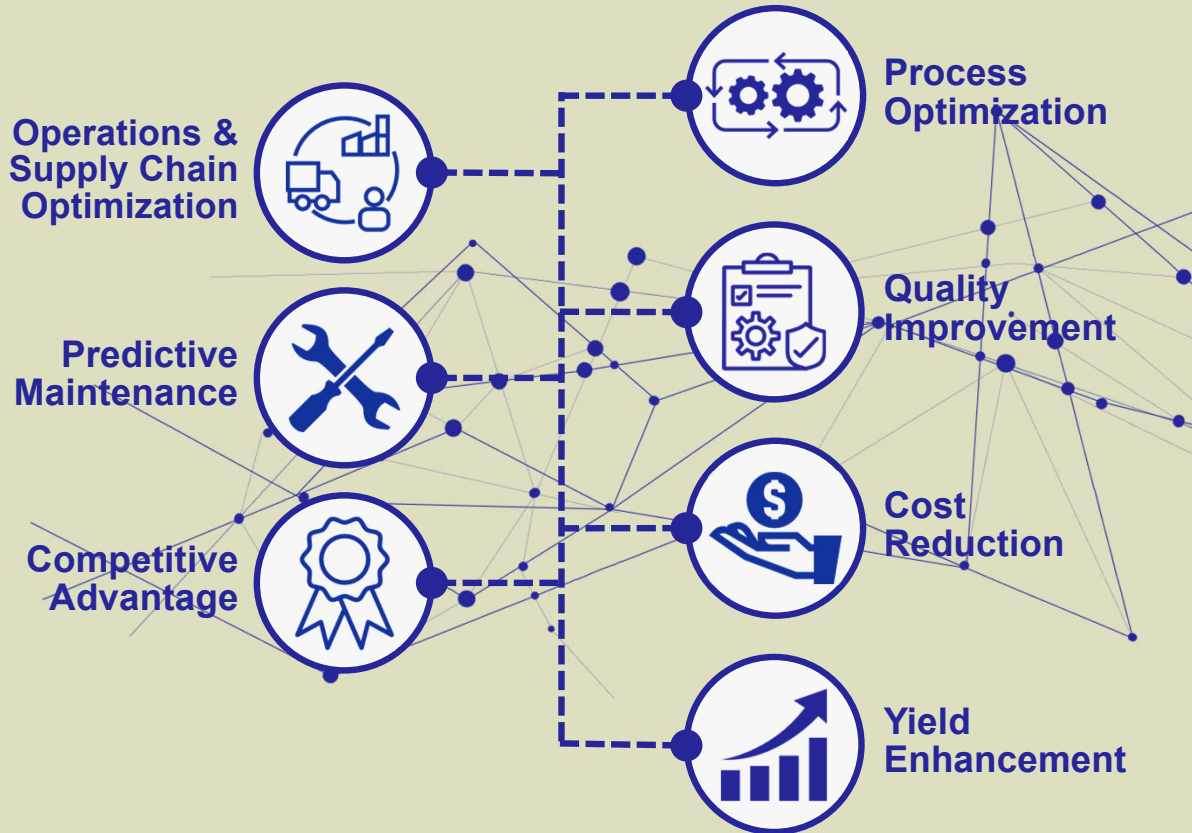 Operations &
Supply Chain
Optimization
Predictive
Maintenance
Competitive
Advantage
Process
Optimization
Quality
Improvement
$
Cost
Reduction
Yield
Enhancement